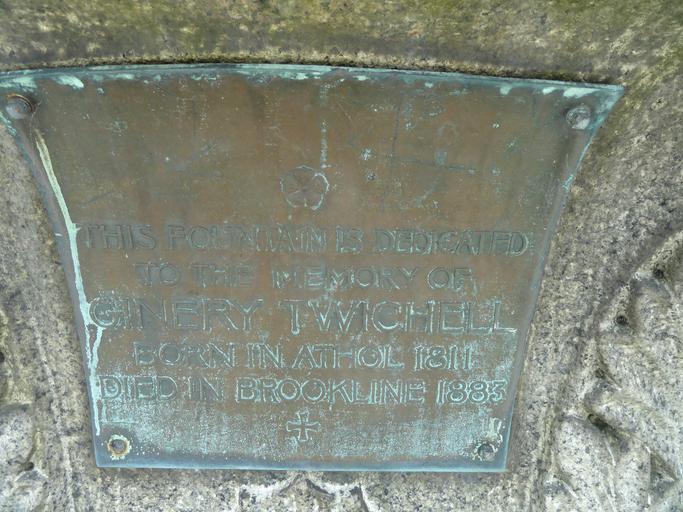 THIS FOUNTAIN IS DEDICATED
TO THE MEMORY OF
GINERY TWICHELL
BORN IN ATHOL 1811
DIED IN BROOKLINE 1883